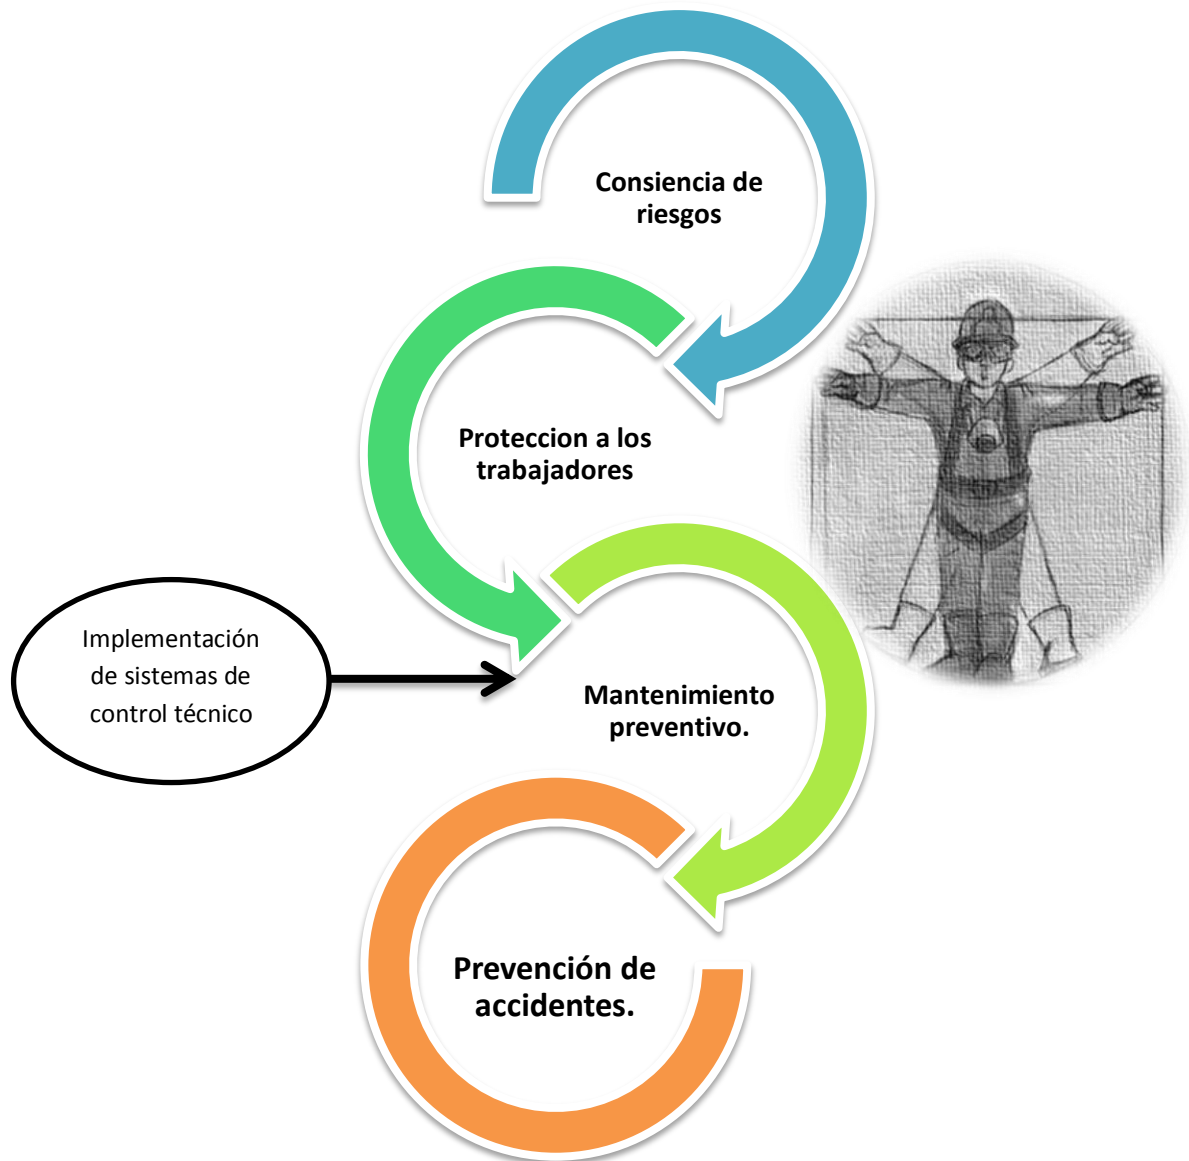 Consiencia de
riesgos
Proteccion a los
trabajadores
Implementación
de sistemas de
control técnico
Mantenimiento
preventivo.
Prevención de
accidentes.